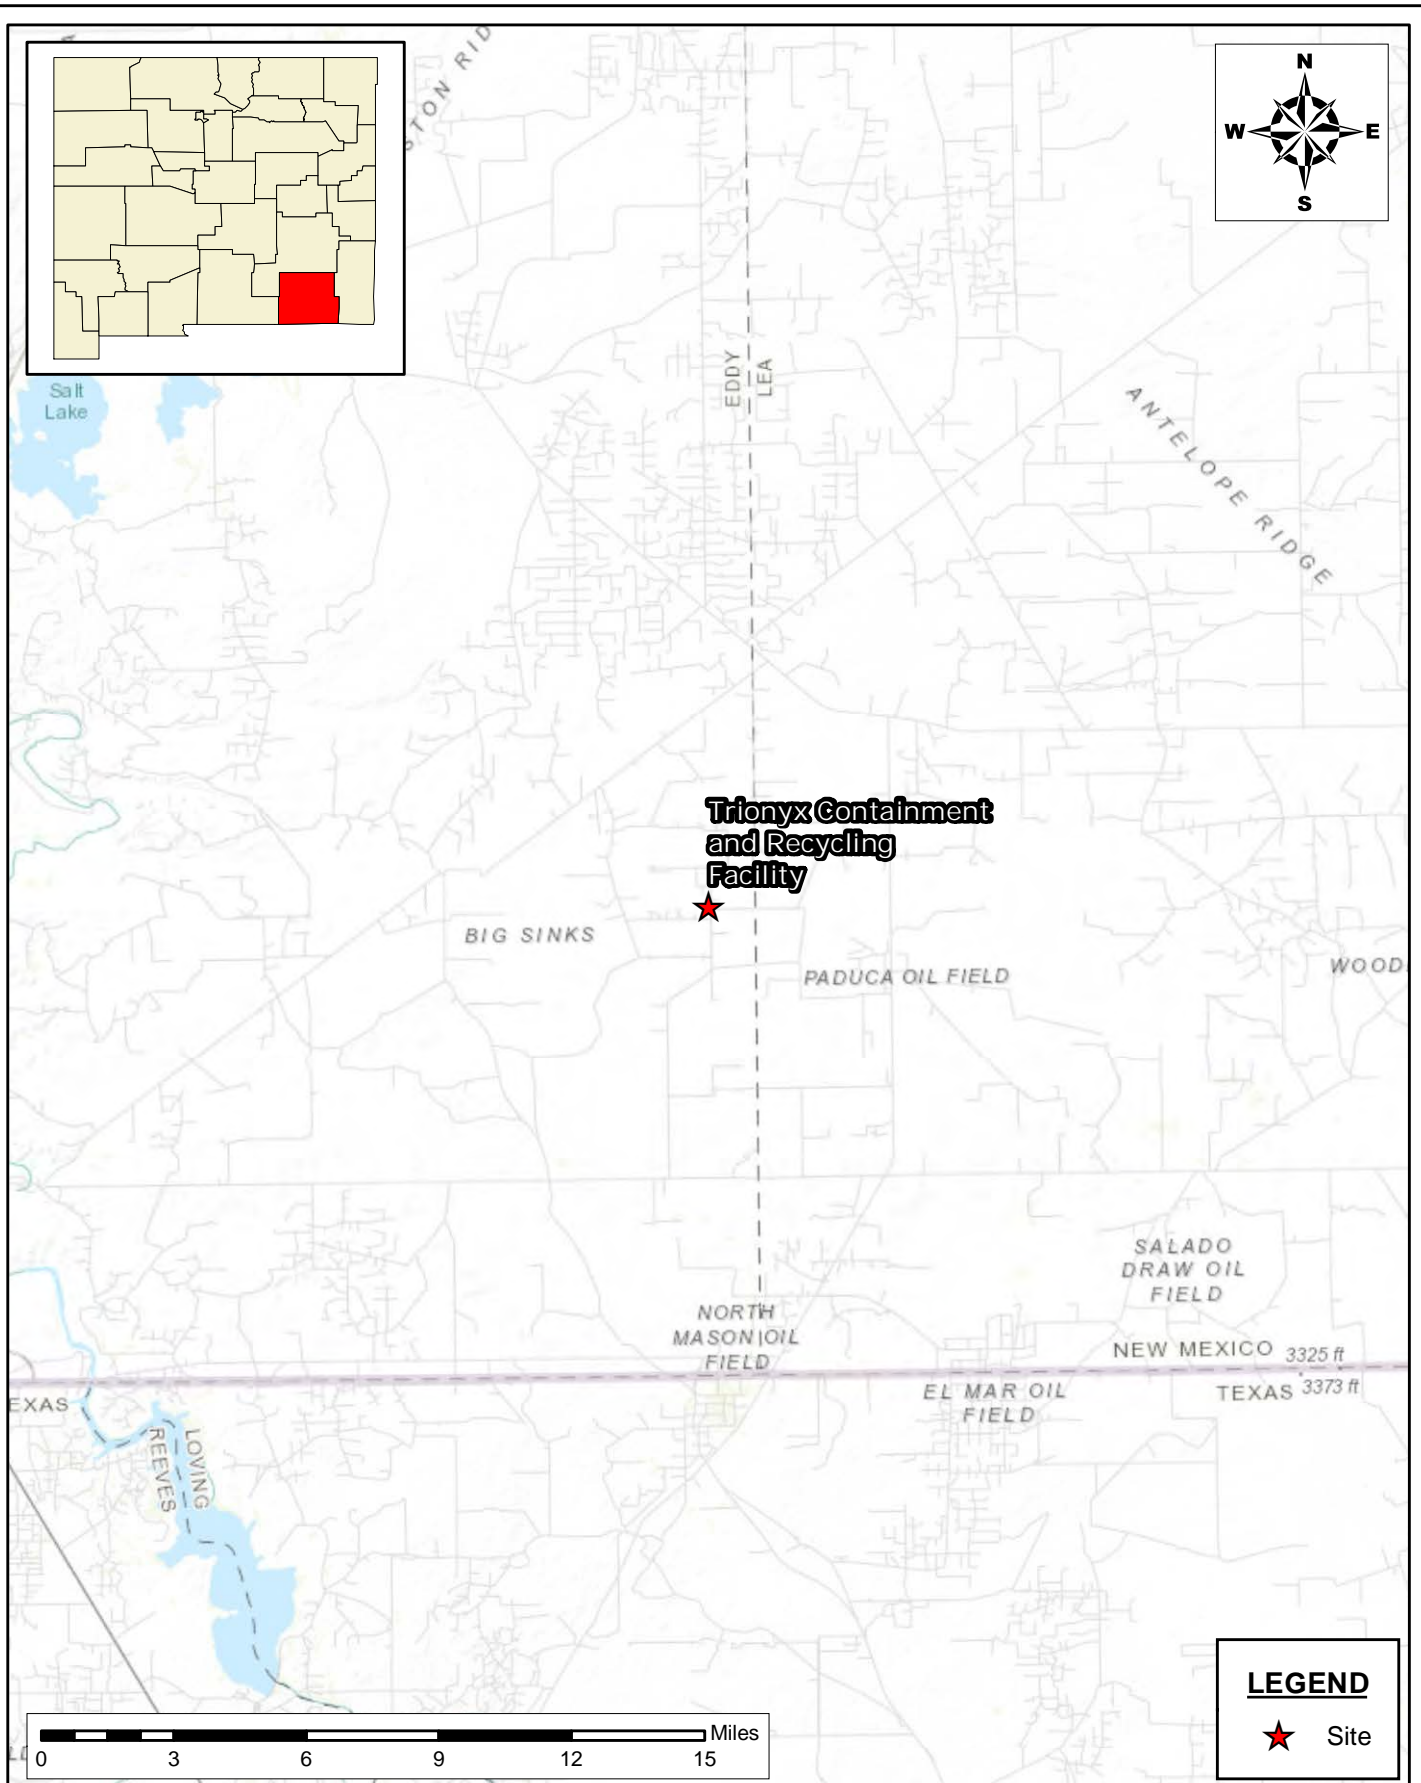 STON RID
N
W
E
S
Salt
Lake
EDDY
LEA
ANTELOPE RIDGE
Trionyx Containment
and Recycling
Facility
BIG SINKS
PADUCA OIL FIELD
WOOD
SALADO
DRAW OIL
FIELD
NORTH
MASON OIL
FIELD
NEW MEXICO
3325 ft
EXAS
EL MAR OIL
FIELD
TEXAS
3373 ft
LOVING
REEVES
LEGEND
Site
Miles
0
3
6
9
12
15